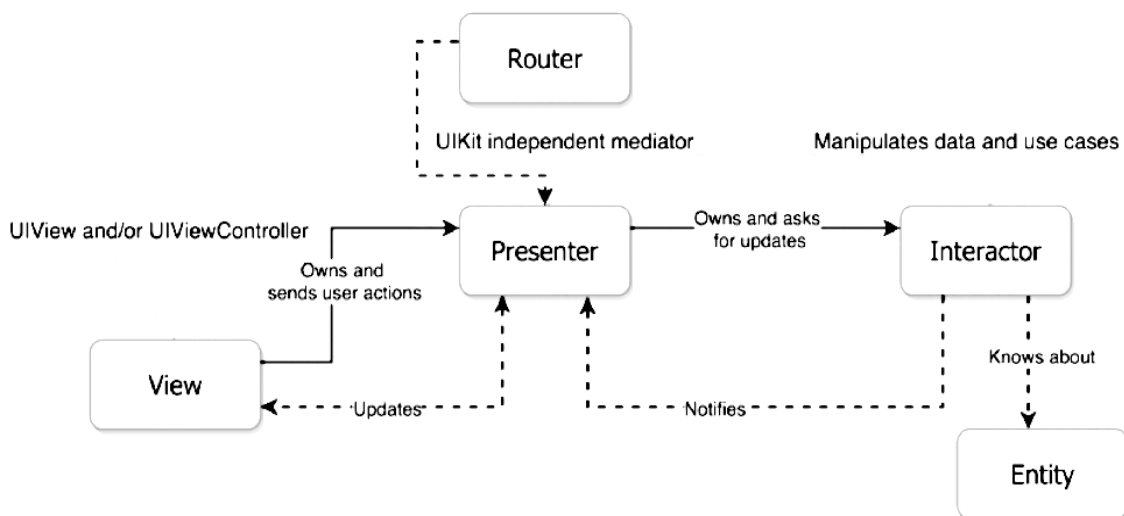 Router
UIKit independent mediator
Manipulates data and use cases
UIView and/or UIViewController
Presenter
Owns and asks
for updates
Interactor
Owns and
sends user actions
View
Updates
Notifies
Knows about
Entity